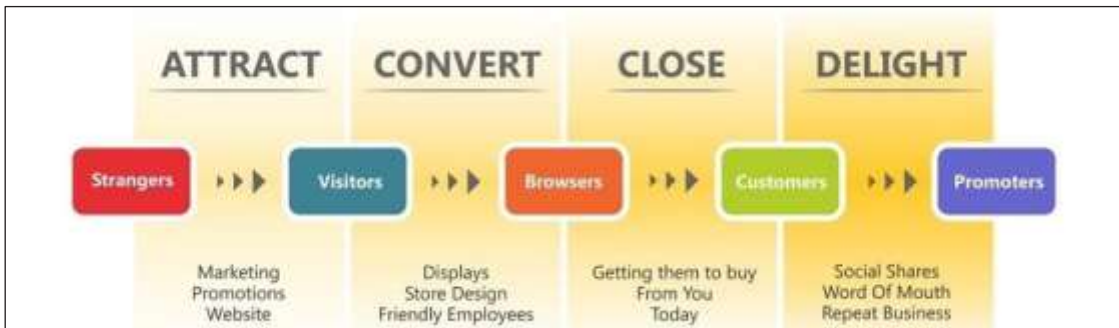 ATTRACT
CONVERT
CLOSE
DELIGHT
Strangers
Visitors
Browsers
Customers
Promoters
Marketing
Promotions
Website
Displays
Store Design
Friendly Employees
Getting them to buy
From You
Today
Social Shares
Word Of Mouth
Repeat Business